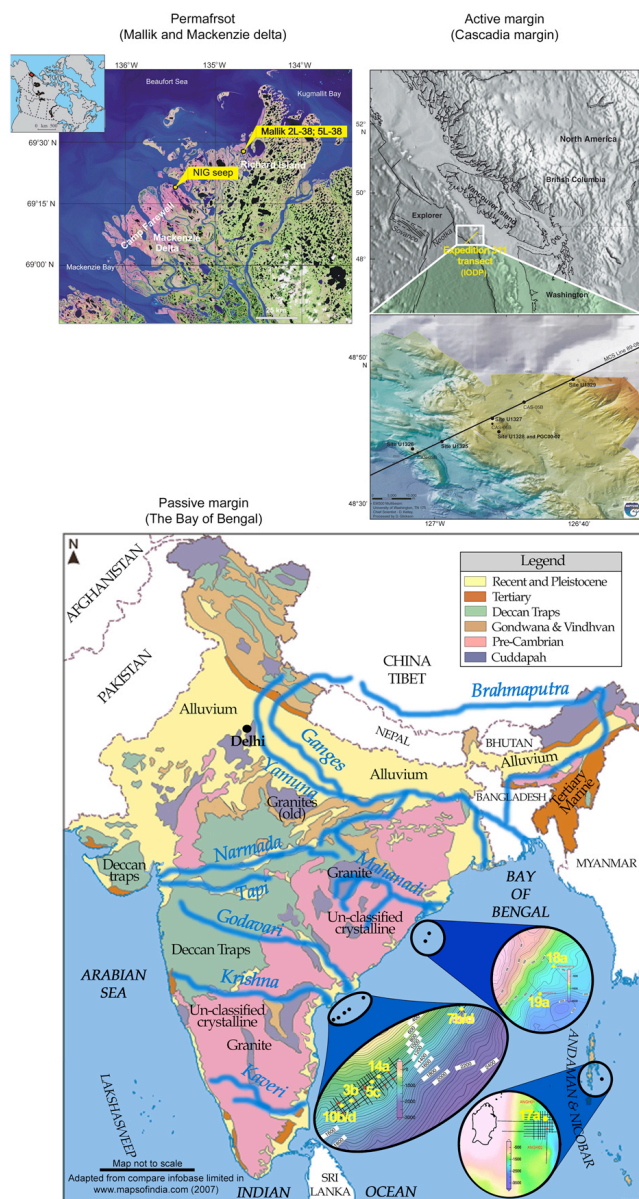 Permafrsot
(Mallik and Mackenzie delta)
136°W
135°W
134°W
Beaufort Sea
Kugmallit Bay
Mallik 2L-38; 5L-38
69°30 N
Richard Island
NIG seep
69°15' N
Camp Farewell
Mackenzie
Delta
69°00 N
Mackenzie Bay
Active margin
(Cascadia margin)
52°
North America
British Columbia
50°
Vancouver Island
Explorer
48°
transect
(IODP)
Washington
48°50'
N
Site U1329
Site U1327
Site U1328 and PGC00-02
Site U1326
Site U1325
48°30'
127°W
126°40'
Passive margin
(The Bay of Bengal)
N
AFGHANISTAN
PAKISTAN
Legend
Recent and Pleistocene
Tertiary
Deccan Traps
Gondwana & Vindhvan
Pre-Cambrian
Cuddapah
CHINA
TIBET
Brahmaputra
Alluvium
Delhi
NEPAL
BHUTAN
Ganges
Yamuna
Alluvium
Alluvium
Granites
(old)
BANGLADESH
Tertiary
Marine
Narmada
MYANMAR
Deccan
traps
Tapi
Mahanadi
Granite
BAY
OF
BENGAL
Un-classified
crystalline
Godavari
Deccan Traps
18a
19a
ARABIAN
SEA
Krishna
Un-classified
crystalline
Granite
7b/d
14a
3b
5c
10b/d
ANDAMAN & NICOBAR
17a
Kaveri
LAKSHASWEEP
Map not to scale
Adapted from compare infobase limited in
www.mapsofindia.com (2007)
INDIAN
SRI
LANKA
OCEAN